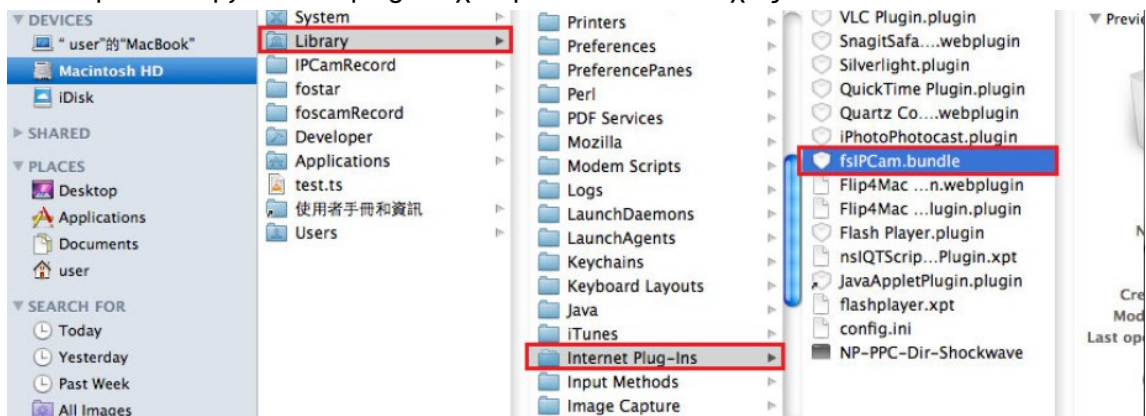 DEVICES
“ user”的“MacBook”
Macintosh HD
iDisk
SHARED
PLACES
Desktop
Applications
Documents
user
SEARCH FOR
Today
Yesterday
Past Week
All Images
System
Library
IPCamRecord
fostar
foscamRecord
Developer
Applications
test.ts
使用者手冊和資訊
Users
Printers
Preferences
PreferencePanes
Perl
PDF Services
Mozilla
Modem Scripts
Logs
LaunchDaemons
LaunchAgents
Keychains
Keyboard Layouts
Java
iTunes
Internet Plug-Ins
Input Methods
Image Capture
VLC Plugin.plugin
SnagitSafa....webplugin
Silverlight.plugin
QuickTime Plugin.plugin
Quartz Co....webplugin
iPhotoPhotocast.plugin
fsIPCam.bundle
Flip4Mac ...n.webplugin
Flip4Mac ...lugin.plugin
Flash Player.plugin
nsIQTScrip...Plugin.xpt
JavaAppletPlugin.plugin
flashplayer.xpt
config.ini
NP-PPC-Dir-Shockwave
Previe
N
Cre
Mod
Last ope